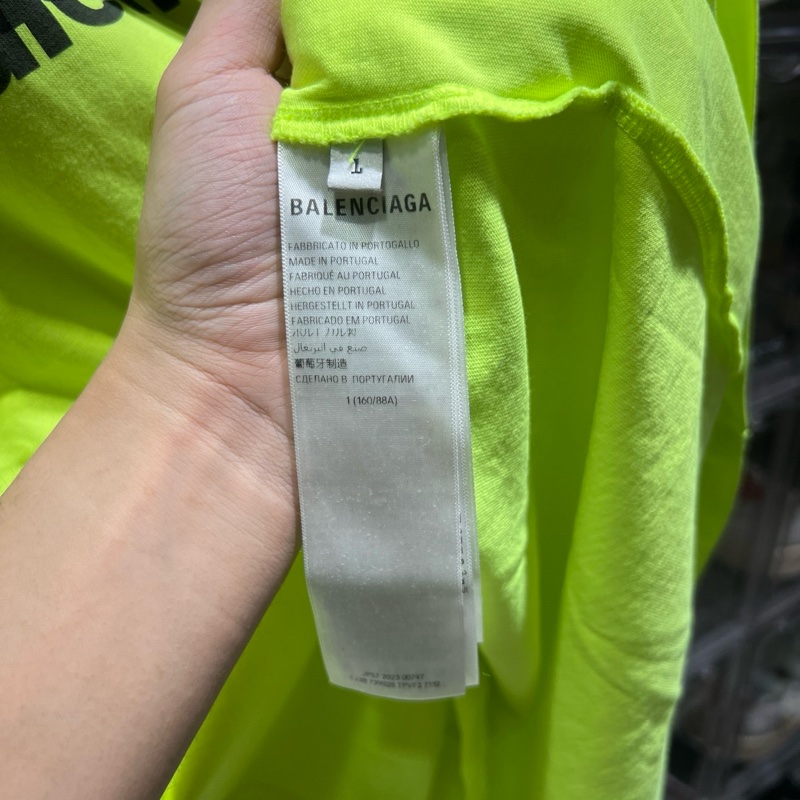 L
BALENCIAGA
FABBRICATO IN PORTOGALLO
MADE IN PORTUGAL
FABRIQUÉ AU PORTUGAL
HECHO EN PORTUGAL
HERGESTELLT IN PORTUGAL
FABRICADO EM PORTUGAL
ポルトガル製
صنع في البرتغال
葡萄牙制造
СДЕЛАНО В ПОРТУГАЛИИ
1 (160/88A)
2023 00747